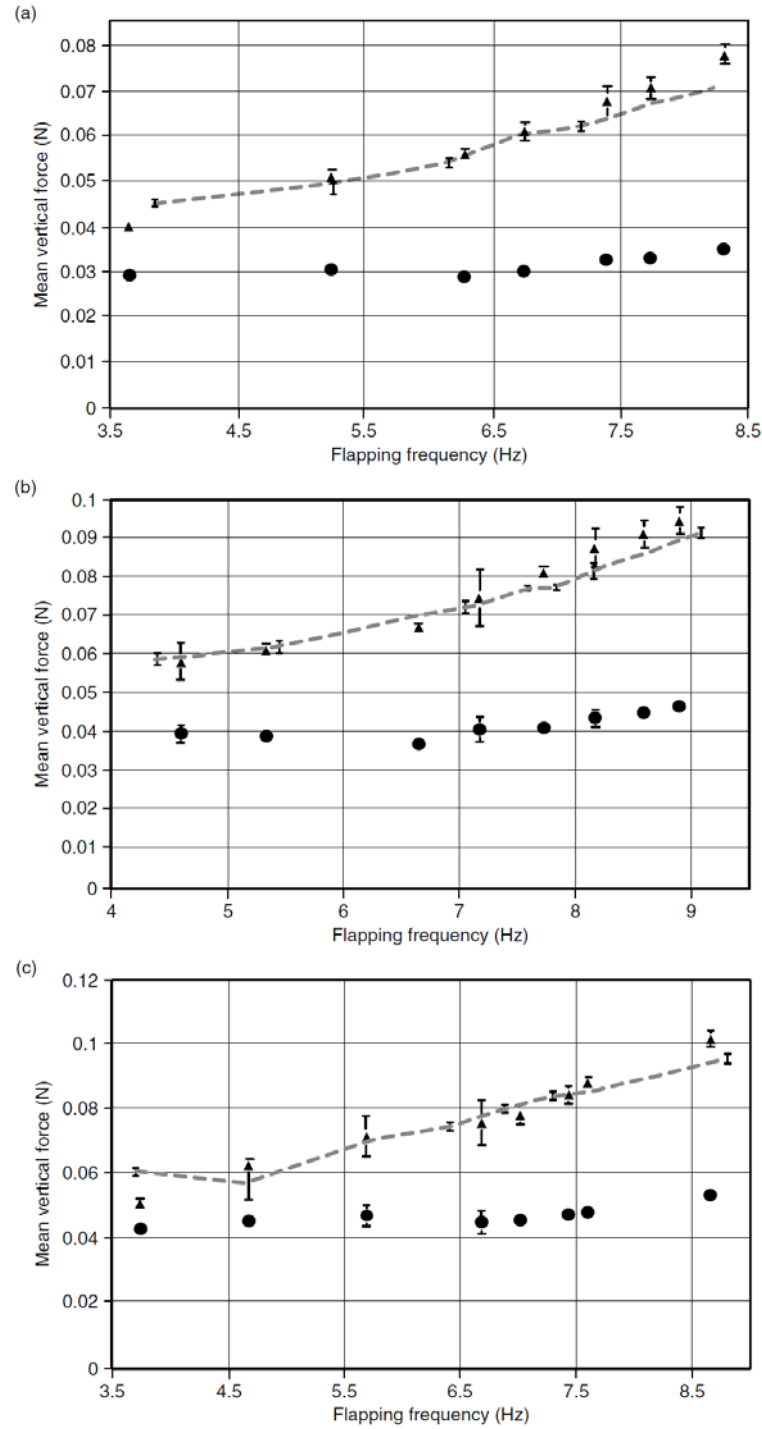 (a)
0.08
0.07
0.06
0.05
0.04
0.03
0.02
0.01
0
Mean vertical force (N)
3.5 4.5 5.5 6.5 7.5 8.5
Flapping frequency (Hz)
(b)
0.1
0.09
0.08
0.07
0.06
0.05
0.04
0.03
0.02
0.01
0
Mean vertical force (N)
4 5 6 7 8 9
Flapping frequency (Hz)
(c)
0.12
0.1
0.08
0.06
0.04
0.02
0
Mean vertical force (N)
3.5 4.5 5.5 6.5 7.5 8.5
Flapping frequency (Hz)